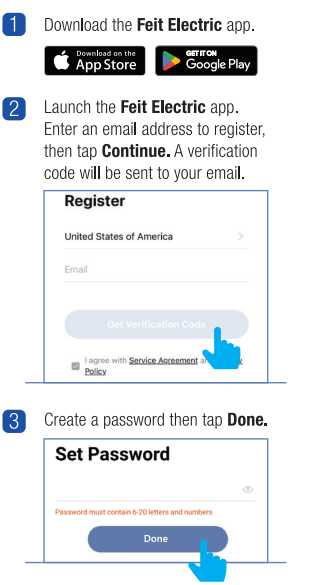 1 Download the Feit Electric app.
Download on the
App Store
GET IT ON
Google Play
2 Launch the Feit Electric app.
Enter an email address to register,
then tap Continue. A verification
code will be sent to your email.
Register
United States of America
Email
Get Verification Code
I agree with Service Agreement
Policy
3 Create a password then tap Done.
Set Password
Password must contain 6-20 letters and numbers
Done